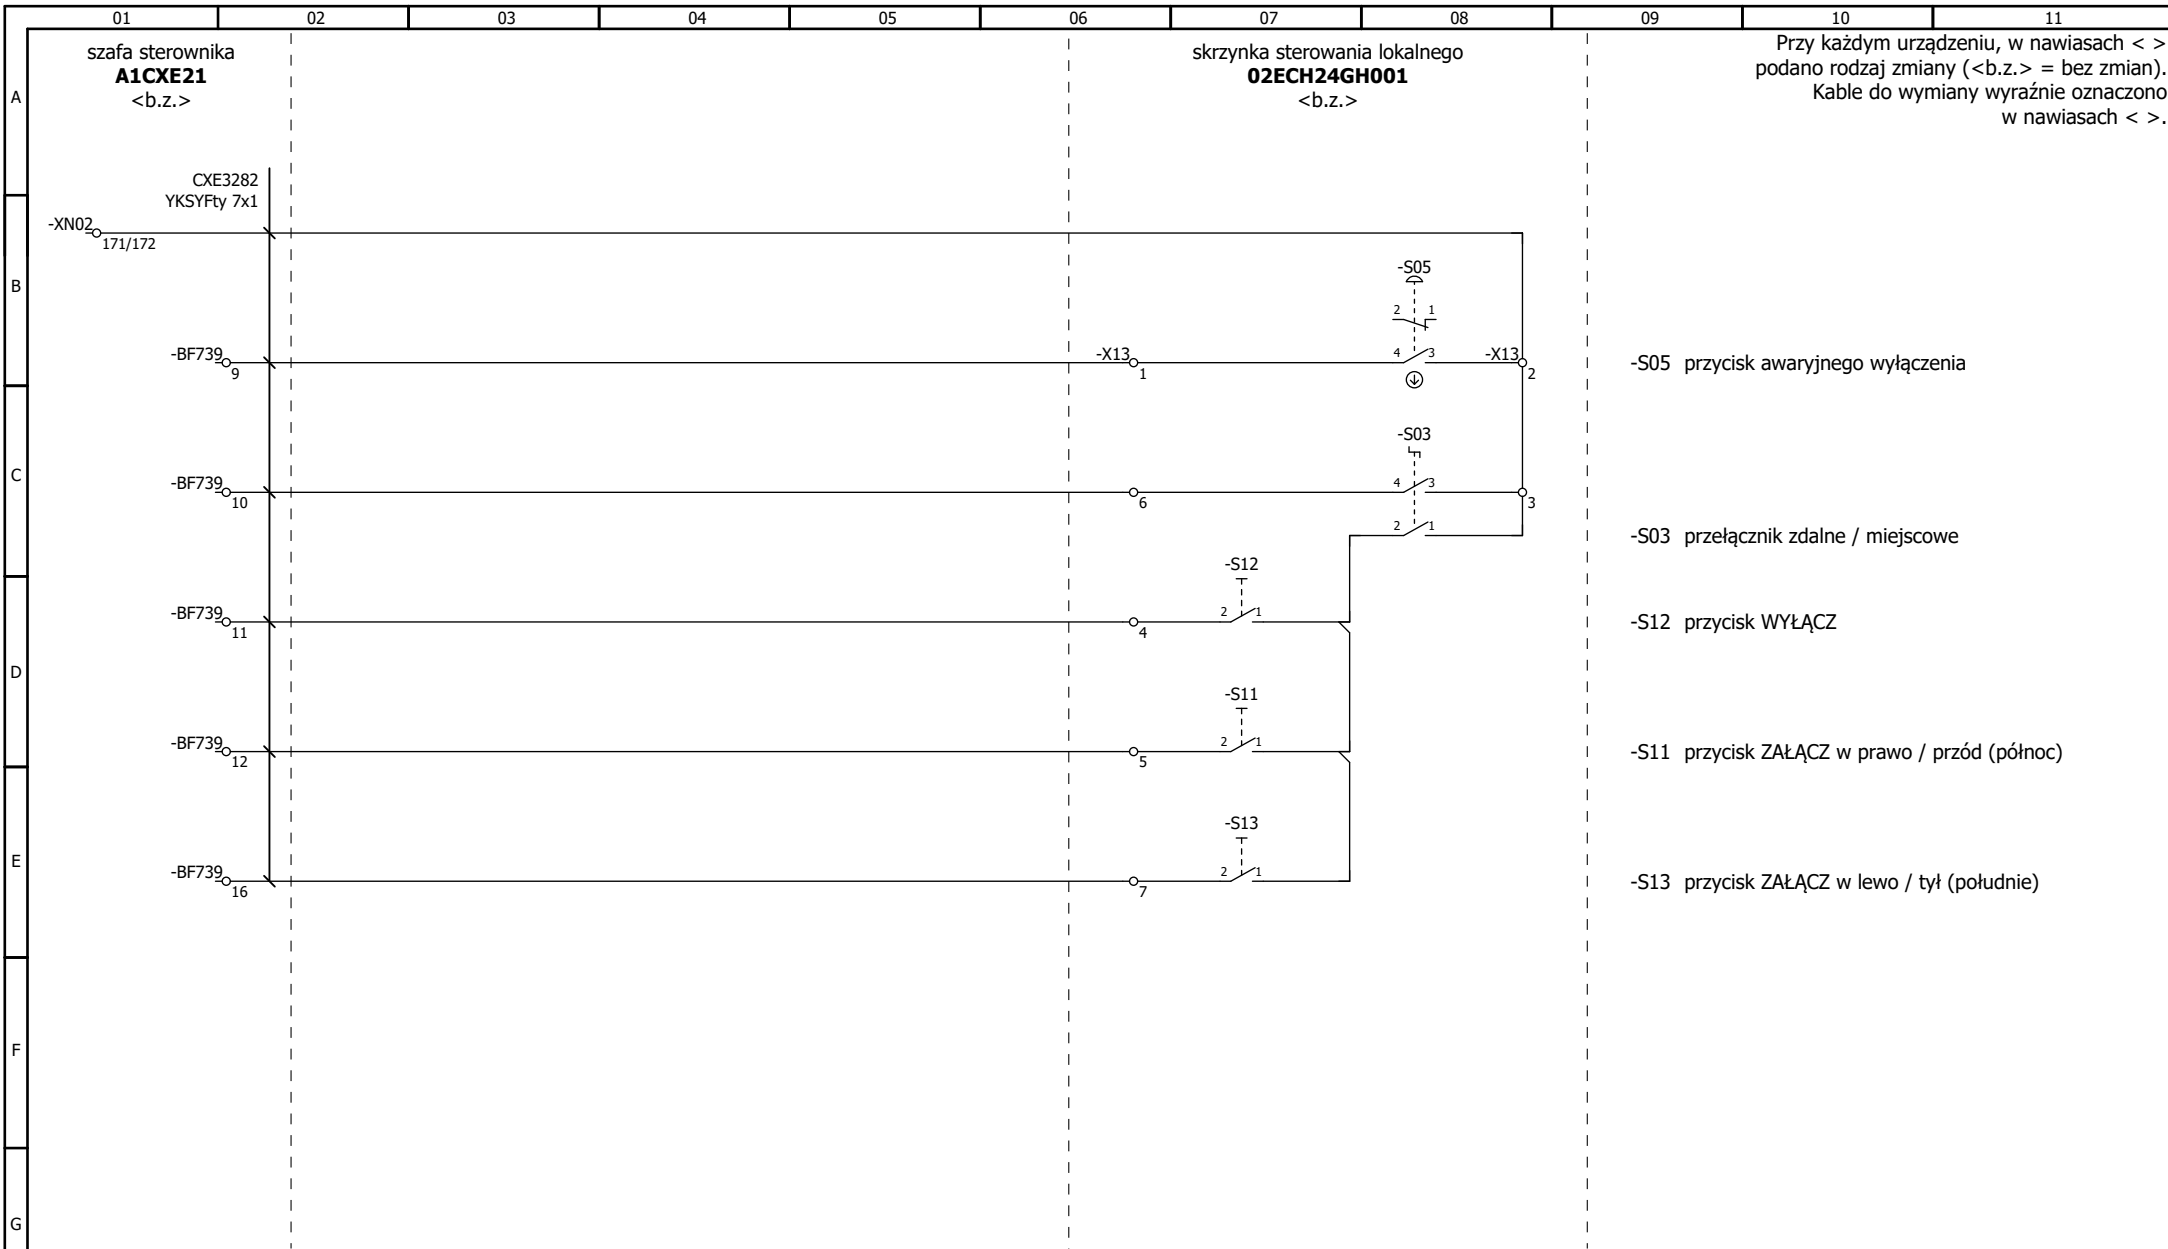 01 02 03 04 05 06 07 08 09 10 11
szafa sterownika
A1CXE21
<b.z.>
skrzynka sterowania lokalnego
02ECH24GH001
<b.z.>
Przy każdym urządzeniu, w nawiasach < >
podano rodzaj zmiany (<b.z.> = bez zmian).
Kable do wymiany wyraźnie oznaczono
w nawiasach < >.
A
CXE3282
YKSYFty 7x1
-XN02
171/172
B
-S05
2 1
-BF739
9
-X13
1
4 3
-X13
2
-S05 przycisk awaryjnego wyłączenia
C
-S03
-BF739
10
6
4 3
3
2 1
-S03 przełącznik zdalne / miejscowe
-S12
-BF739
11
4
2 1
-S12 przycisk WYŁĄCZ
D
-S11
-BF739
12
5
2 1
-S11 przycisk ZAŁĄCZ w prawo / przód (północ)
E
-S13
-BF739
16
7
2 1
-S13 przycisk ZAŁĄCZ w lewo / tył (południe)
F
G